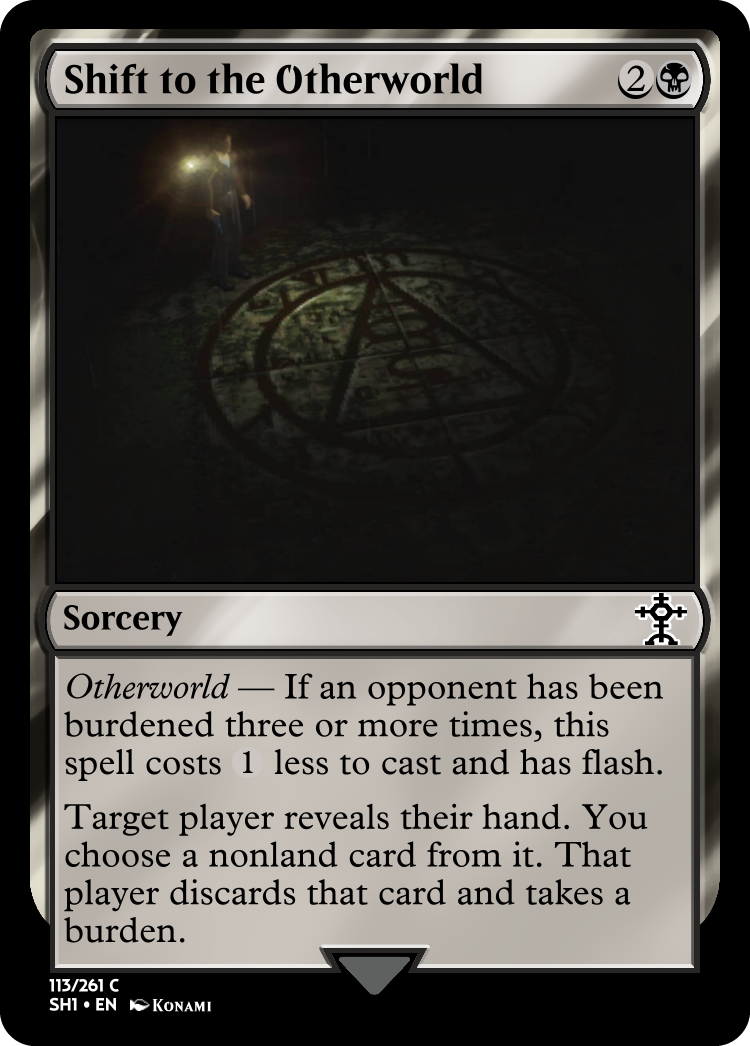 Shift to the Otherworld 2
Sorcery
Otherworld — If an opponent has been
burdened three or more times, this
spell costs 1 less to cast and has flash.
Target player reveals their hand. You
choose a nonland card from it. That
player discards that card and takes a
burden.
113/261 C
SH1 • EN KONAMI